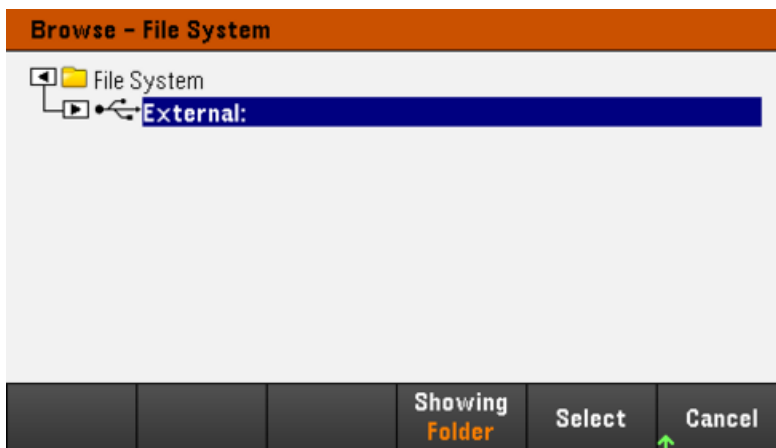 Browse - File System
File System
External:
Showing
Folder
Select
Cancel